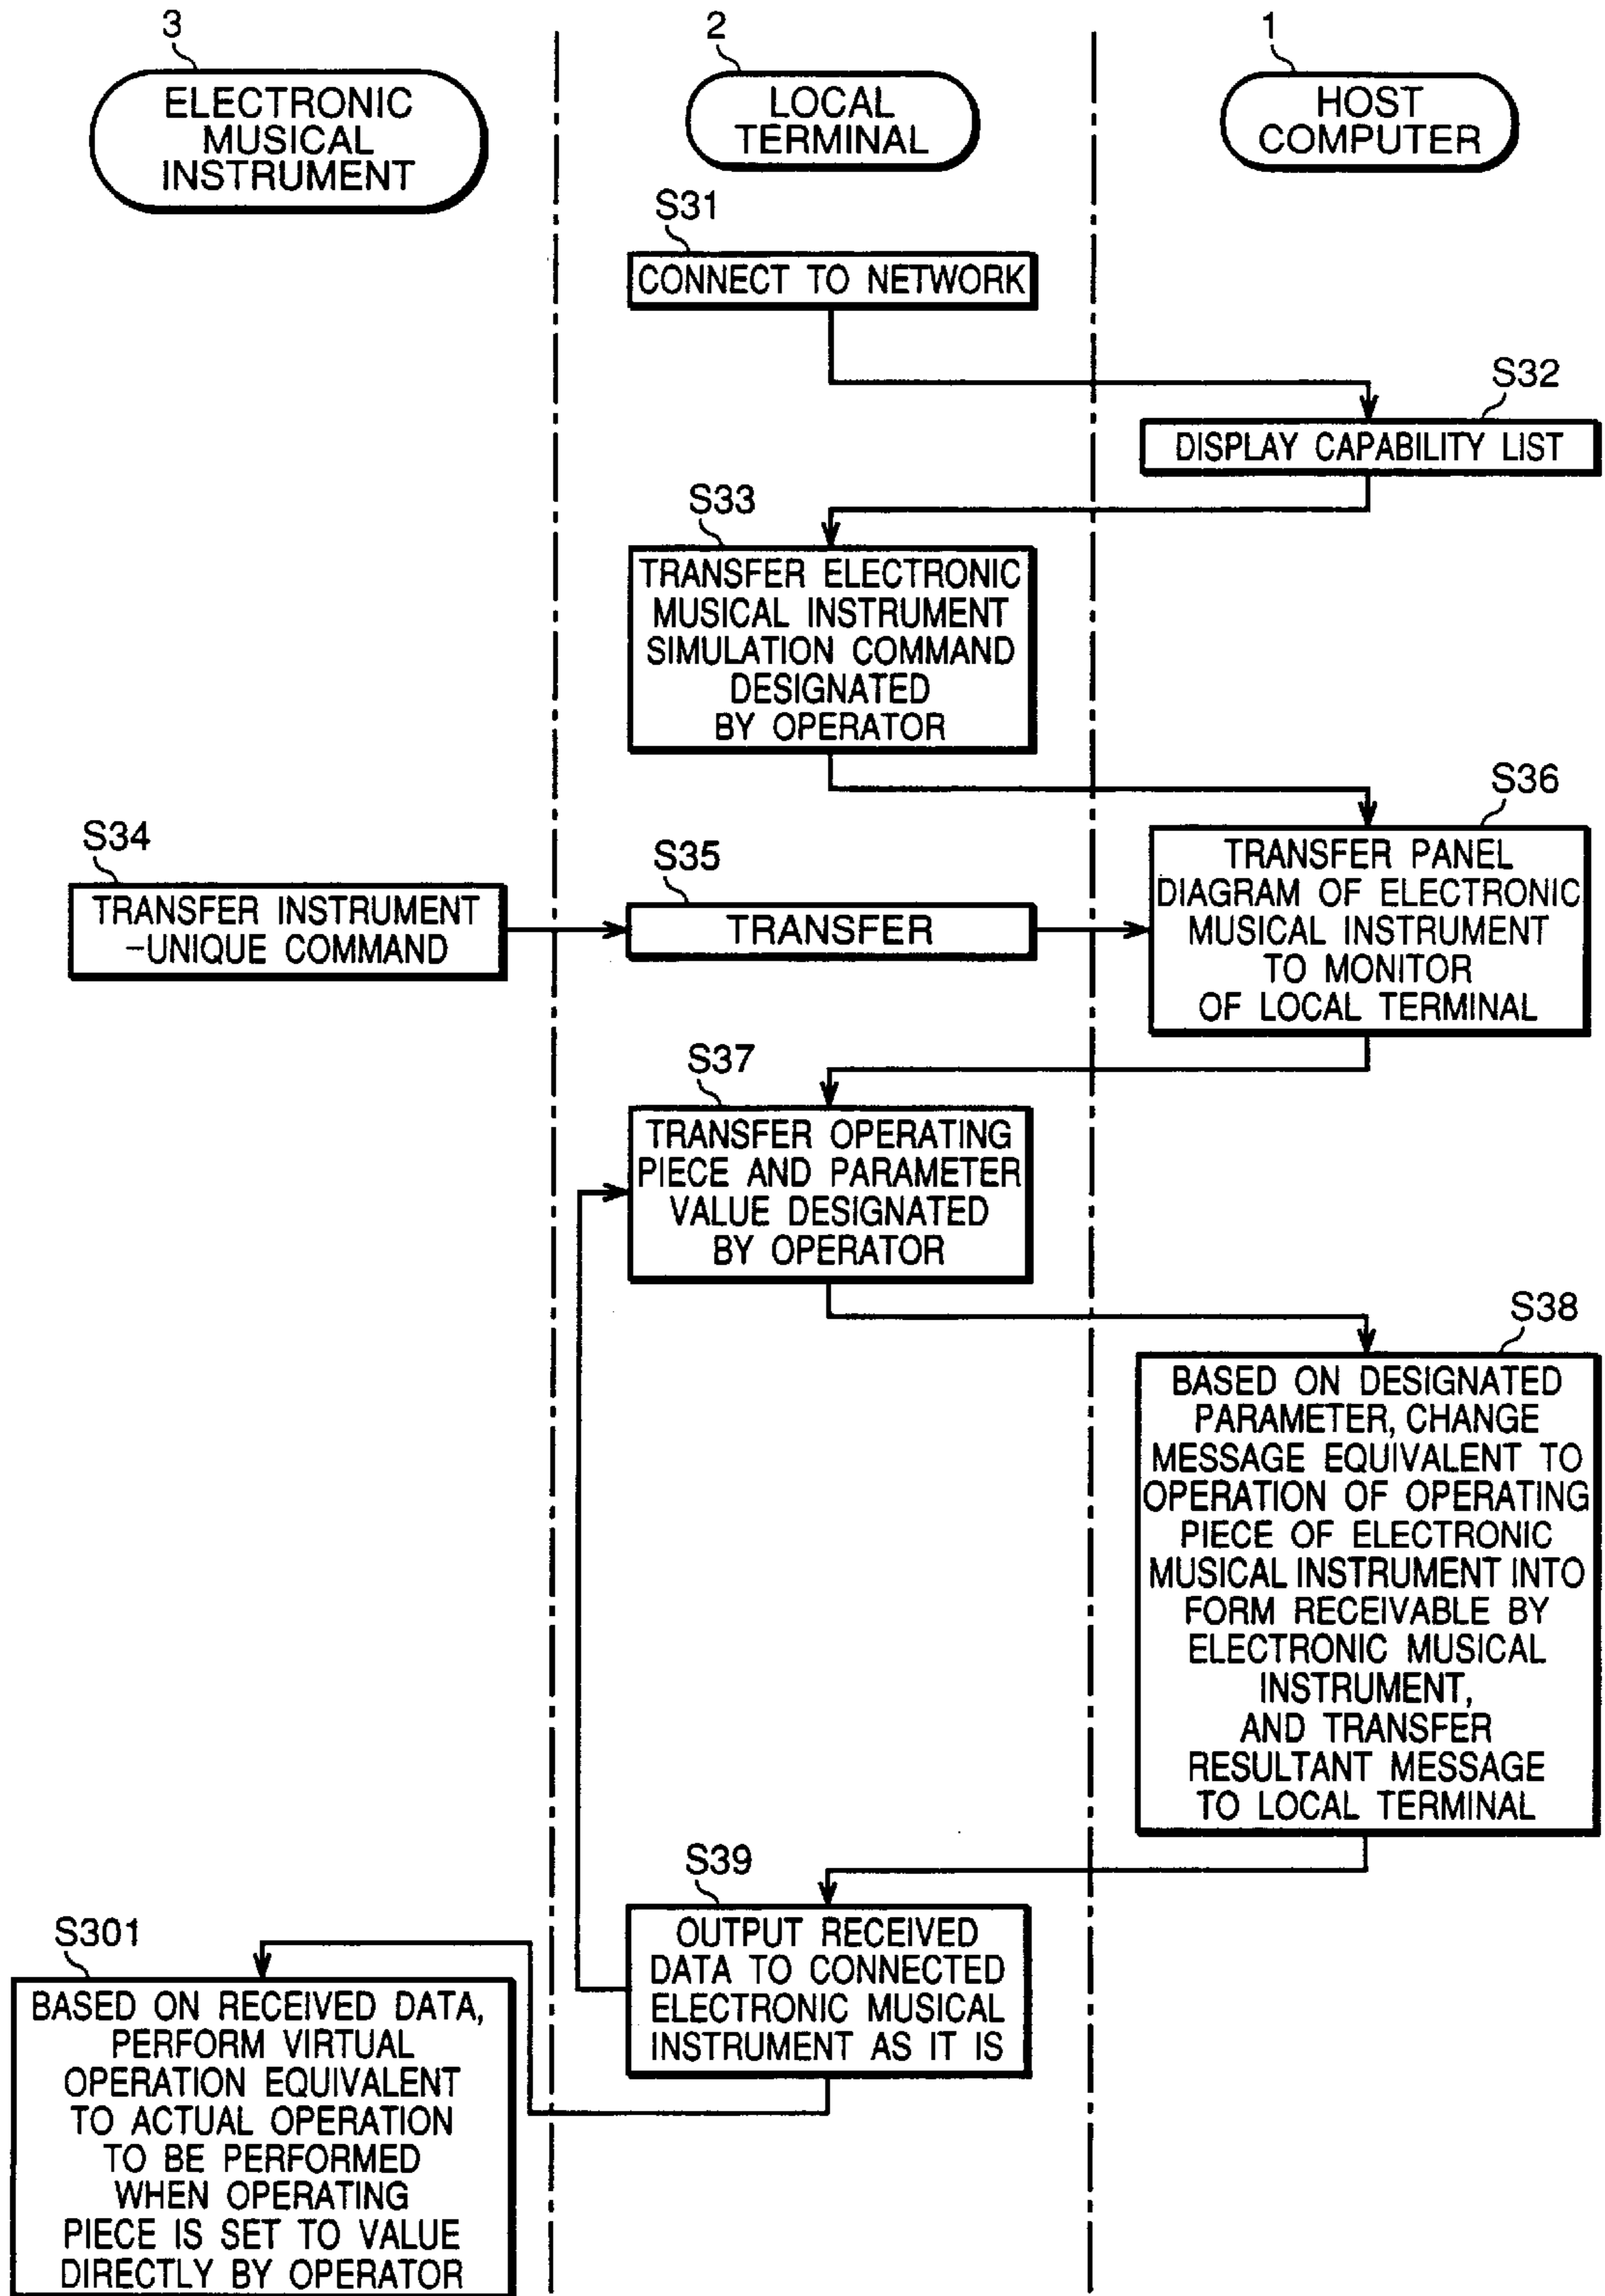 3
ELECTRONIC
MUSICAL
INSTRUMENT
2
LOCAL
TERMINAL
1
HOST
COMPUTER
S31
CONNECT TO NETWORK
S32
DISPLAY CAPABILITY LIST
S33
TRANSFER ELECTRONIC
MUSICAL INSTRUMENT
SIMULATION COMMAND
DESIGNATED
BY OPERATOR
S34
TRANSFER INSTRUMENT
-UNIQUE COMMAND
S35
TRANSFER
S36
TRANSFER PANEL
DIAGRAM OF ELECTRONIC
MUSICAL INSTRUMENT
TO MONITOR
OF LOCAL TERMINAL
S37
TRANSFER OPERATING
PIECE AND PARAMETER
VALUE DESIGNATED
BY OPERATOR
S38
BASED ON DESIGNATED
PARAMETER, CHANGE
MESSAGE EQUIVALENT TO
OPERATION OF OPERATING
PIECE OF ELECTRONIC
MUSICAL INSTRUMENT INTO
FORM RECEIVABLE BY
ELECTRONIC MUSICAL
INSTRUMENT,
AND TRANSFER
RESULTANT MESSAGE
TO LOCAL TERMINAL
S39
OUTPUT RECEIVED
DATA TO CONNECTED
ELECTRONIC MUSICAL
INSTRUMENT AS IT IS
S301
BASED ON RECEIVED DATA,
PERFORM VIRTUAL
OPERATION EQUIVALENT
TO ACTUAL OPERATION
TO BE PERFORMED
WHEN OPERATING
PIECE IS SET TO VALUE
DIRECTLY BY OPERATOR